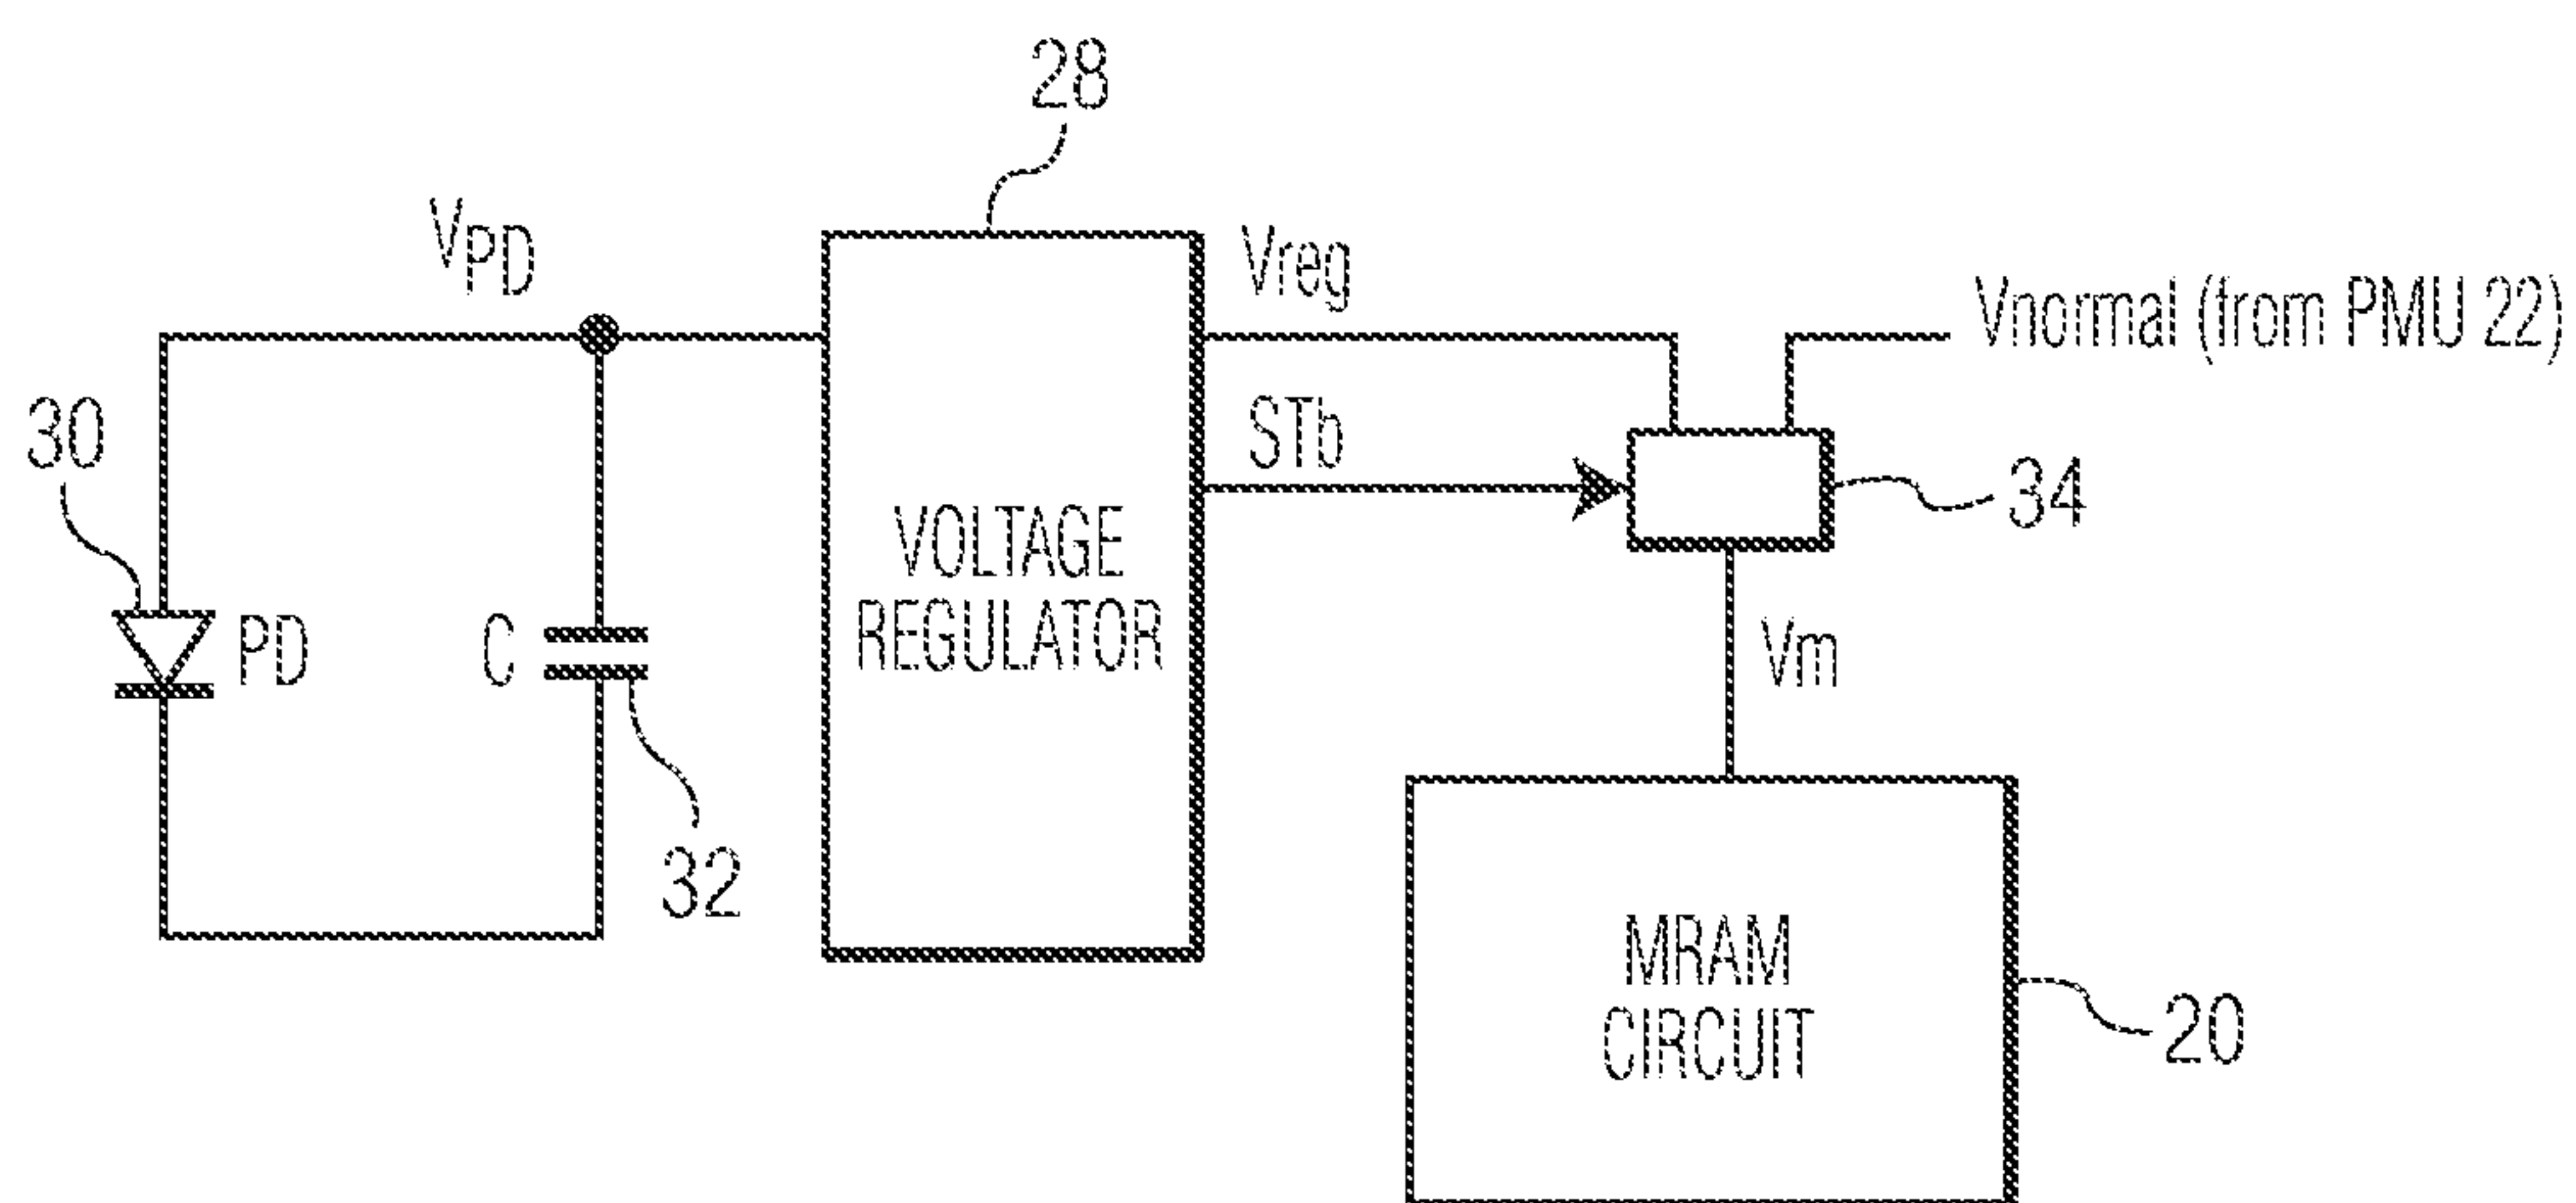 28
VPD
Vreg
Vnormal (from PMU 22)
30
STb
34
VOLTAGE
REGULATOR
PD
C
Vm
32
MRAM
CIRCUIT
20